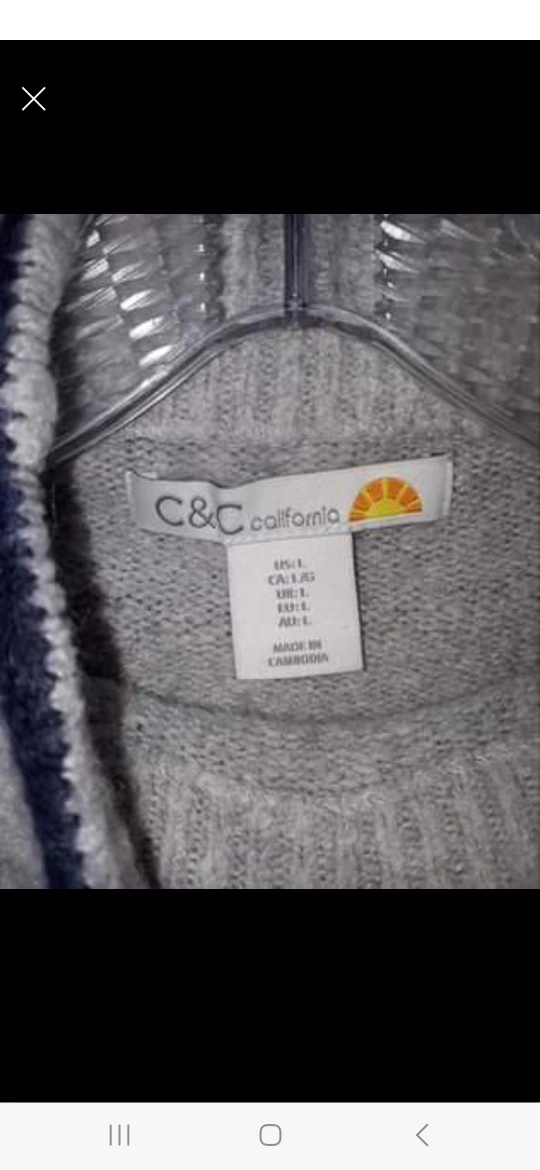 C&C california
US: L
CA: L/G
UK: L
EU: L
AU: L
MADE IN
CAMBODIA